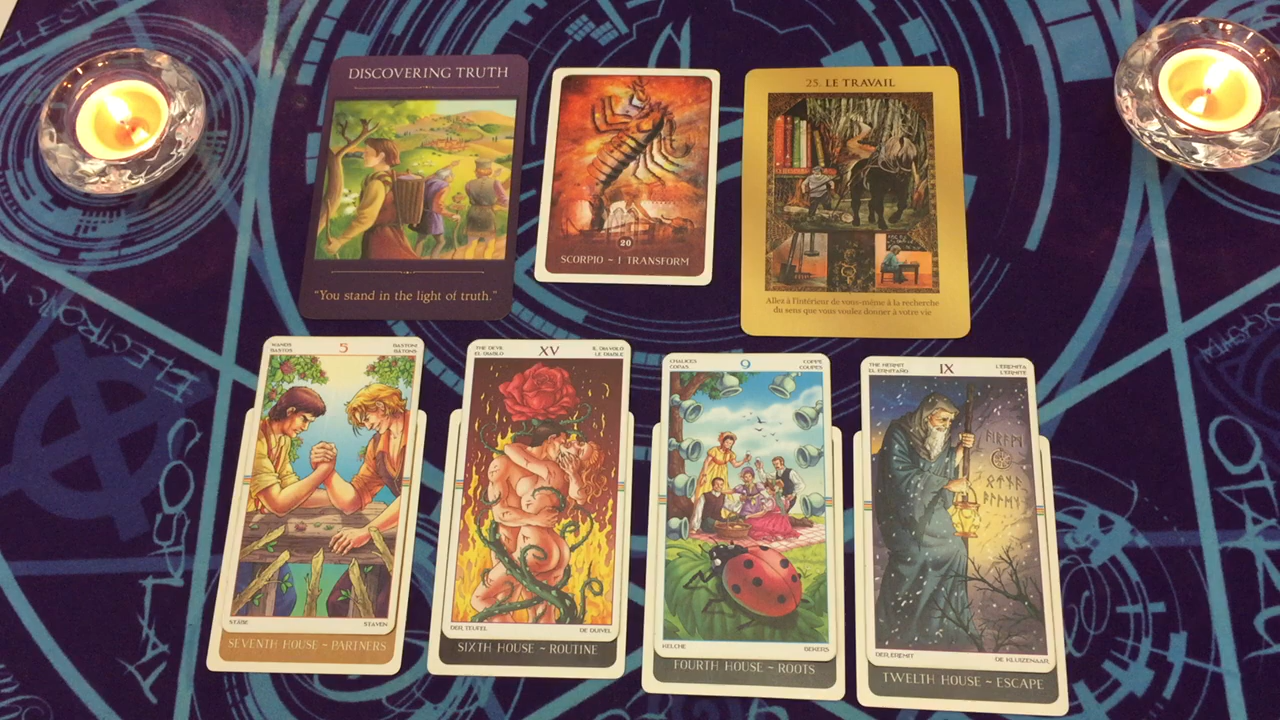 DISCOVERING TRUTH
"You stand in the light of truth."
20
SCORPIO ~ I TRANSFORM
25. LE TRAVAIL
Allez à l'intérieur de vous-même à la recherche
du sens que vous voulez donner à votre vie
WANDS
BASTOS
5
BASTONI
BÂTONS
STÄBE
STAVEN
SEVENTH HOUSE ~ PARTNERS
THE DEVIL
EL DIABLO
XV
IL DIAVOLO
LE DIABLE
DER TEUFEL
DE DUIVEL
SIXTH HOUSE ~ ROUTINE
CHALICES
COPAS
9
COPPE
COUPES
KELCHE
BEKERS
FOURTH HOUSE ~ ROOTS
THE HERMIT
EL ERMITAÑO
IX
L'EREMITA
L'ERMITE
DER EREMIT
DE KLUIZENAAR
TWELTH HOUSE ~ ESCAPE